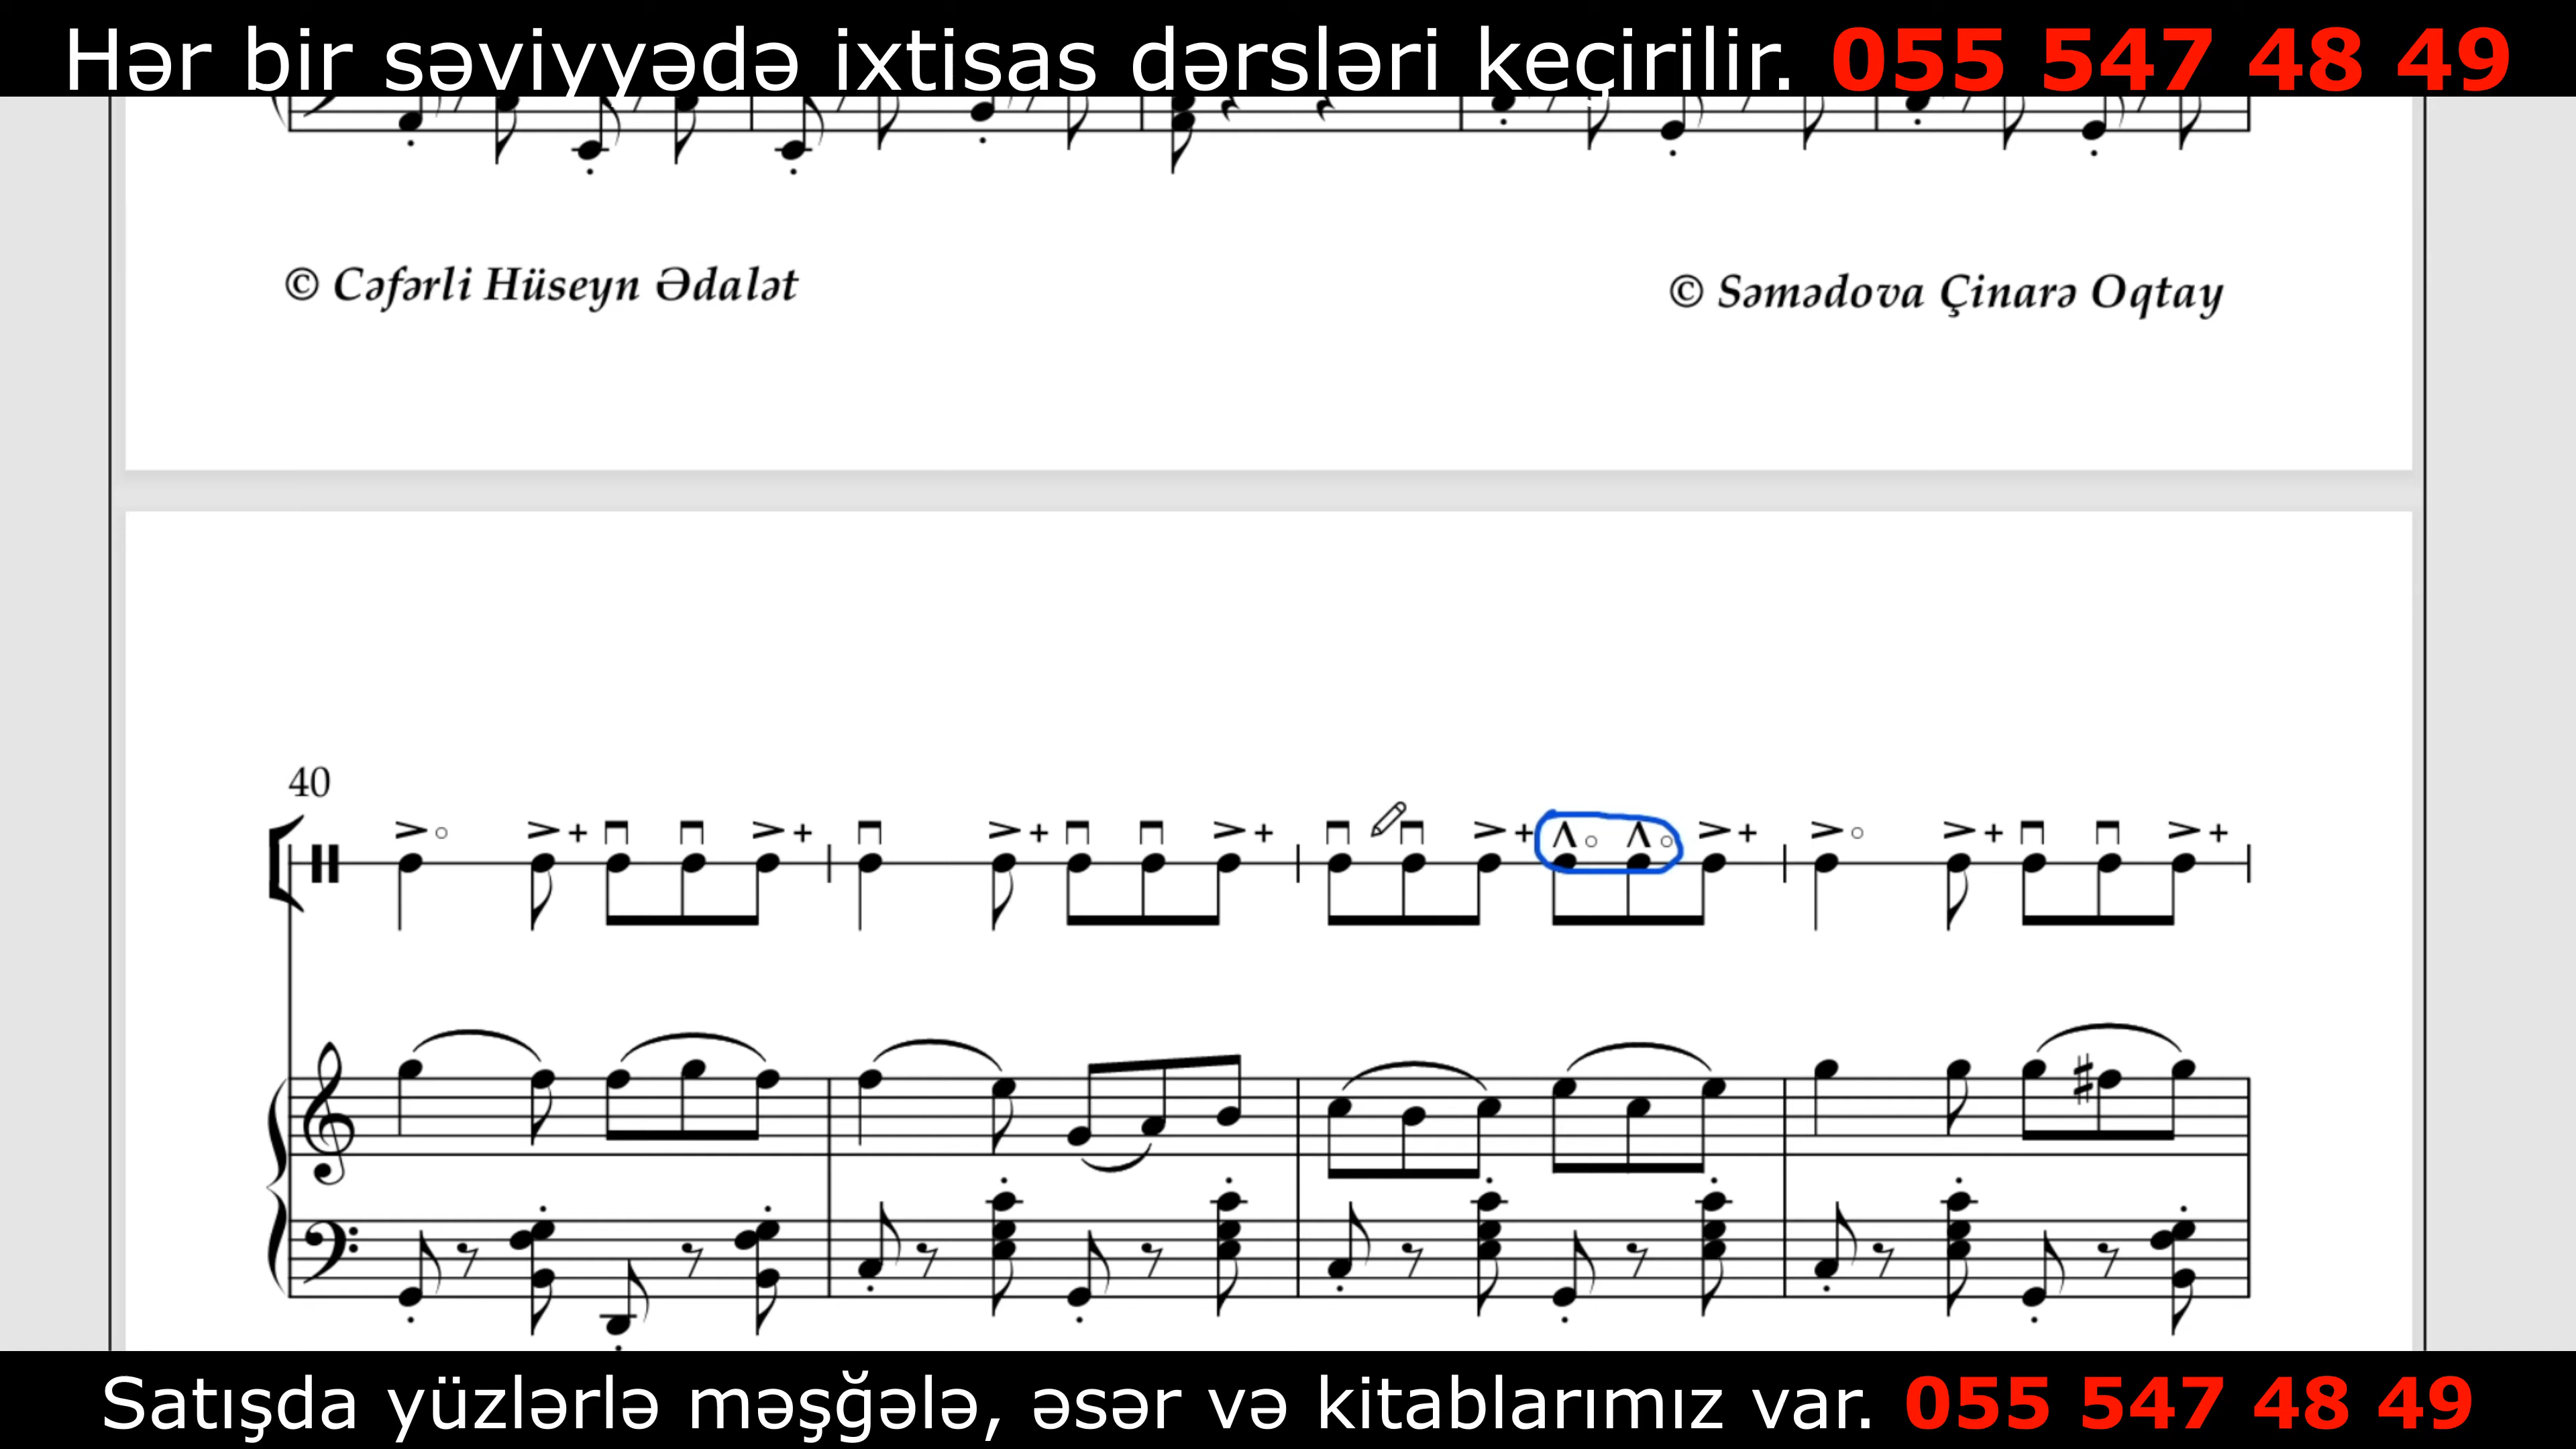 Hər bir səviyyədə ixtisas dərsləri keçirilir. 055 547 48 49
© Cəfərli Hüseyn Ədalət
© Səmədova Çinarə Oqtay
40
Satışda yüzlərlə məşğələ, əsər və kitablarımız var. 055 547 48 49